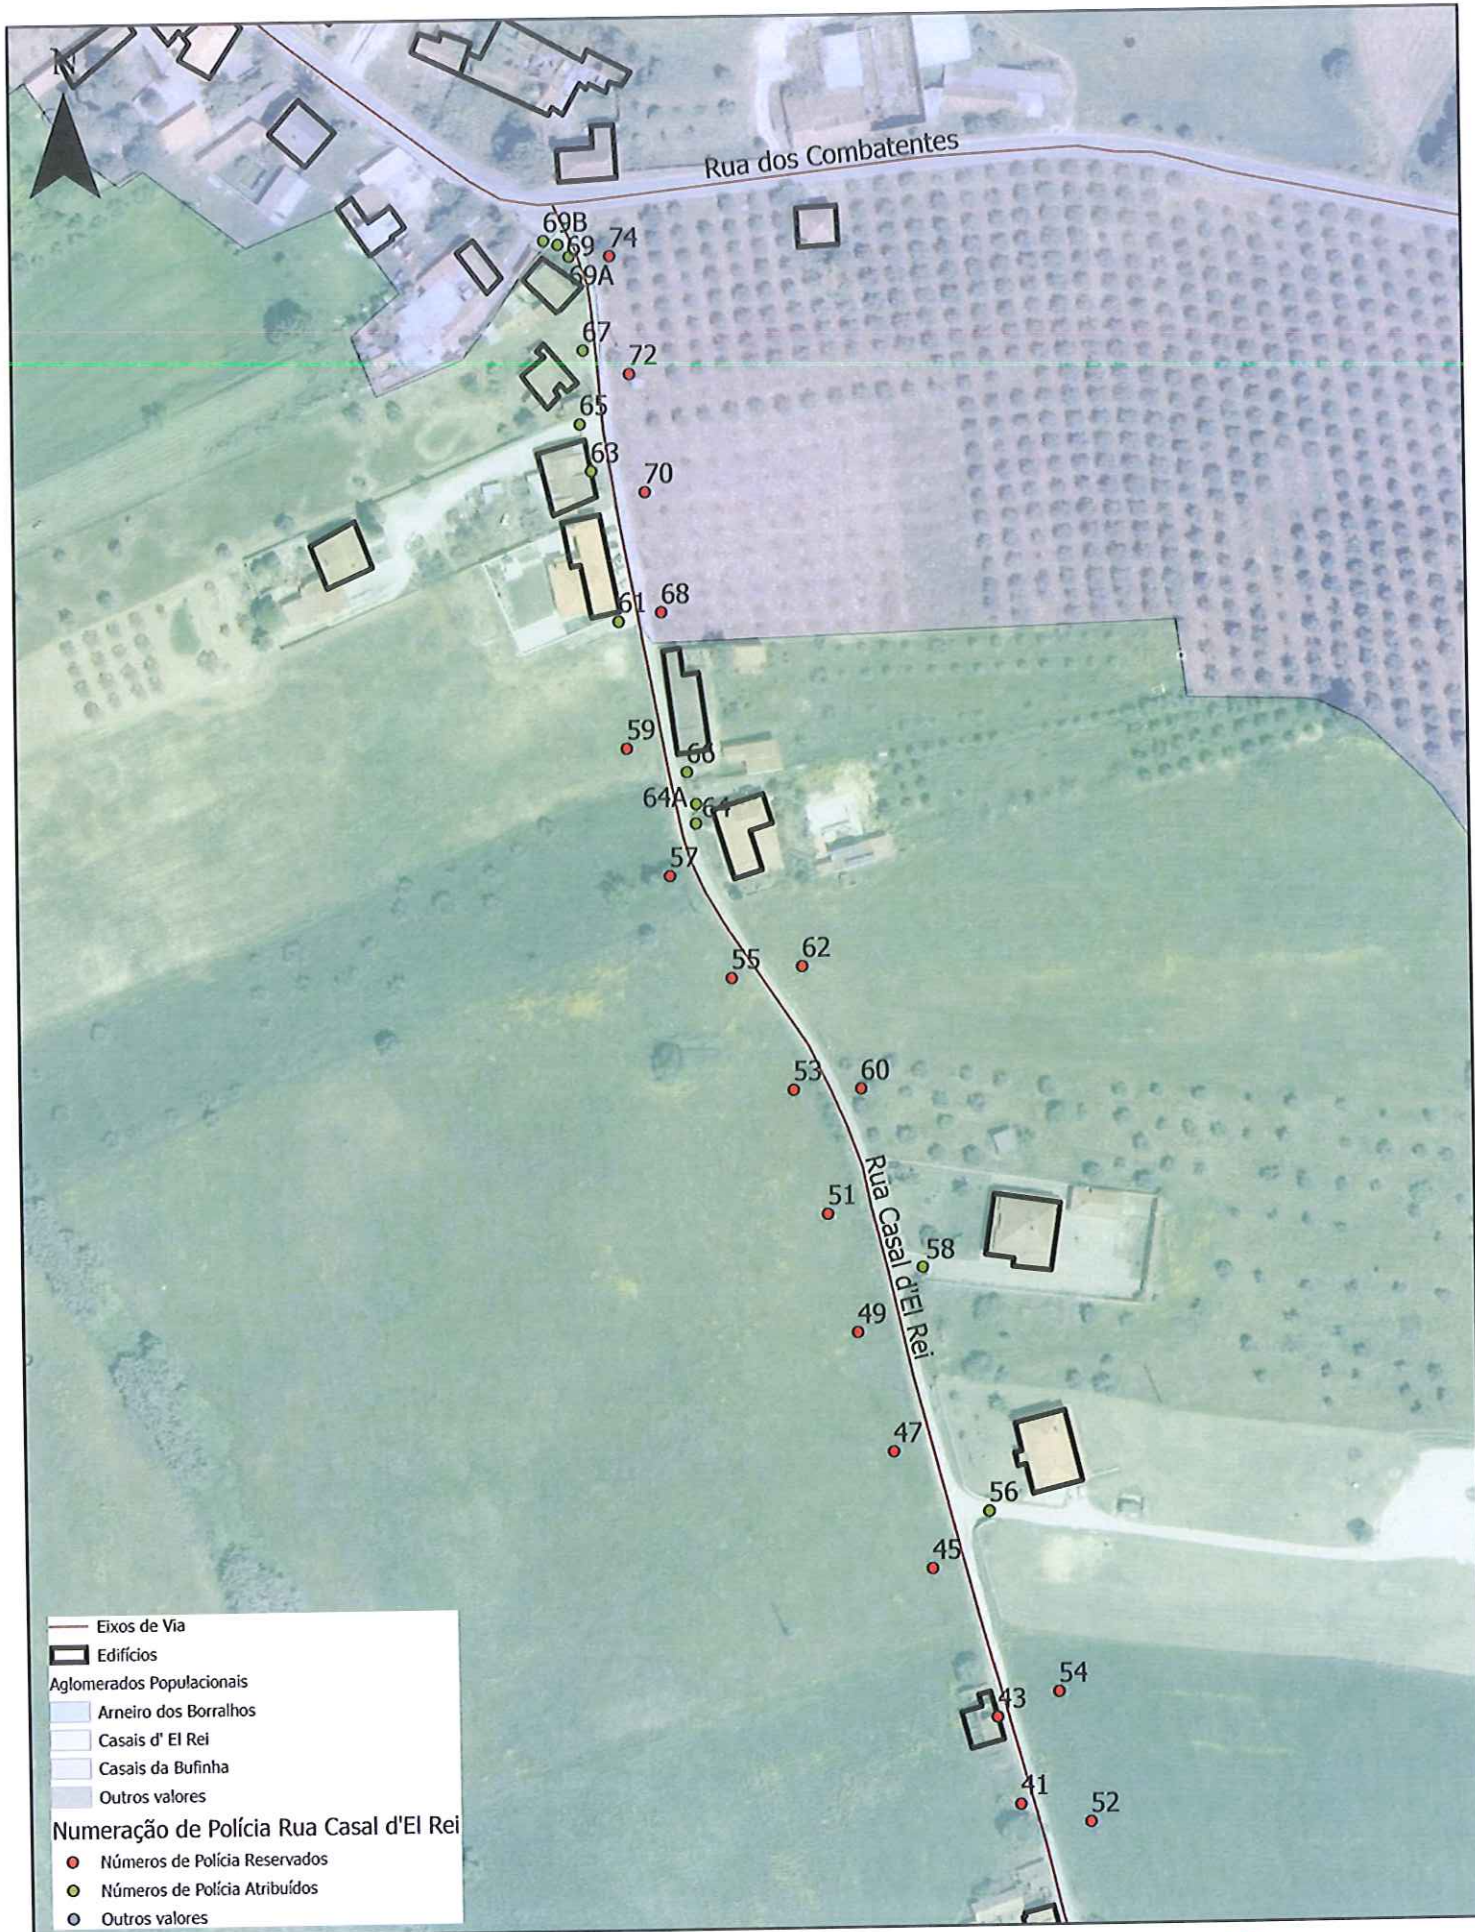 N
Rua dos Combatentes
69B
69
74
69A
67
72
65
63
70
61
68
59
66
64A
64
57
55
62
53
60
51
Rua Casal d'El Rei
58
49
47
56
45
54
43
41
52
Eixos de Via
Edifícios
Aglomerados Populacionais
Arneiro dos Borralhos
Casais d' El Rei
Casais da Bufinha
Outros valores
Numeração de Polícia Rua Casal d'El Rei
Números de Polícia Reservados
Números de Polícia Atribuídos
Outros valores